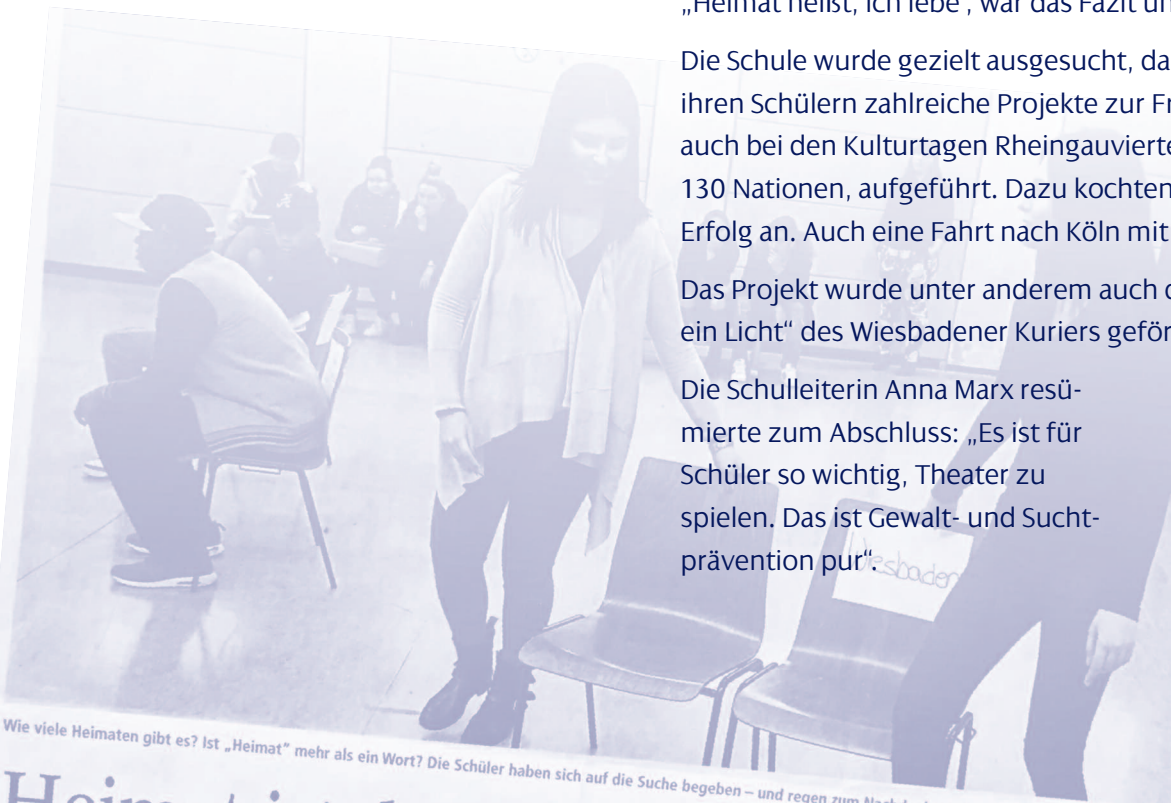 „Heimat heißt, ich lebe“, war das Fazit
Die Schule wurde gezielt ausgesucht, da
ihren Schülern zahlreiche Projekte zur
auch bei den Kulturtagen
130 Nationen, aufgeführt. Dazu kochten
Erfolg an. Auch eine Fahrt nach Köln mit
Das Projekt wurde unter anderem auch
ein Licht“ des Wiesbadener Kuriers
Die Schulleiterin Anna Marx resü-
mierte zum Abschluss: „Es ist für
Schüler so wichtig, Theater zu
spielen. Das ist Gewalt- und Sucht-
prävention pur“.
Wiesbaden
Wie viele Heimaten gibt es? Ist „Heimat“ mehr als ein Wort? Die Schüler haben sich auf die Suche begeben – und regen zum